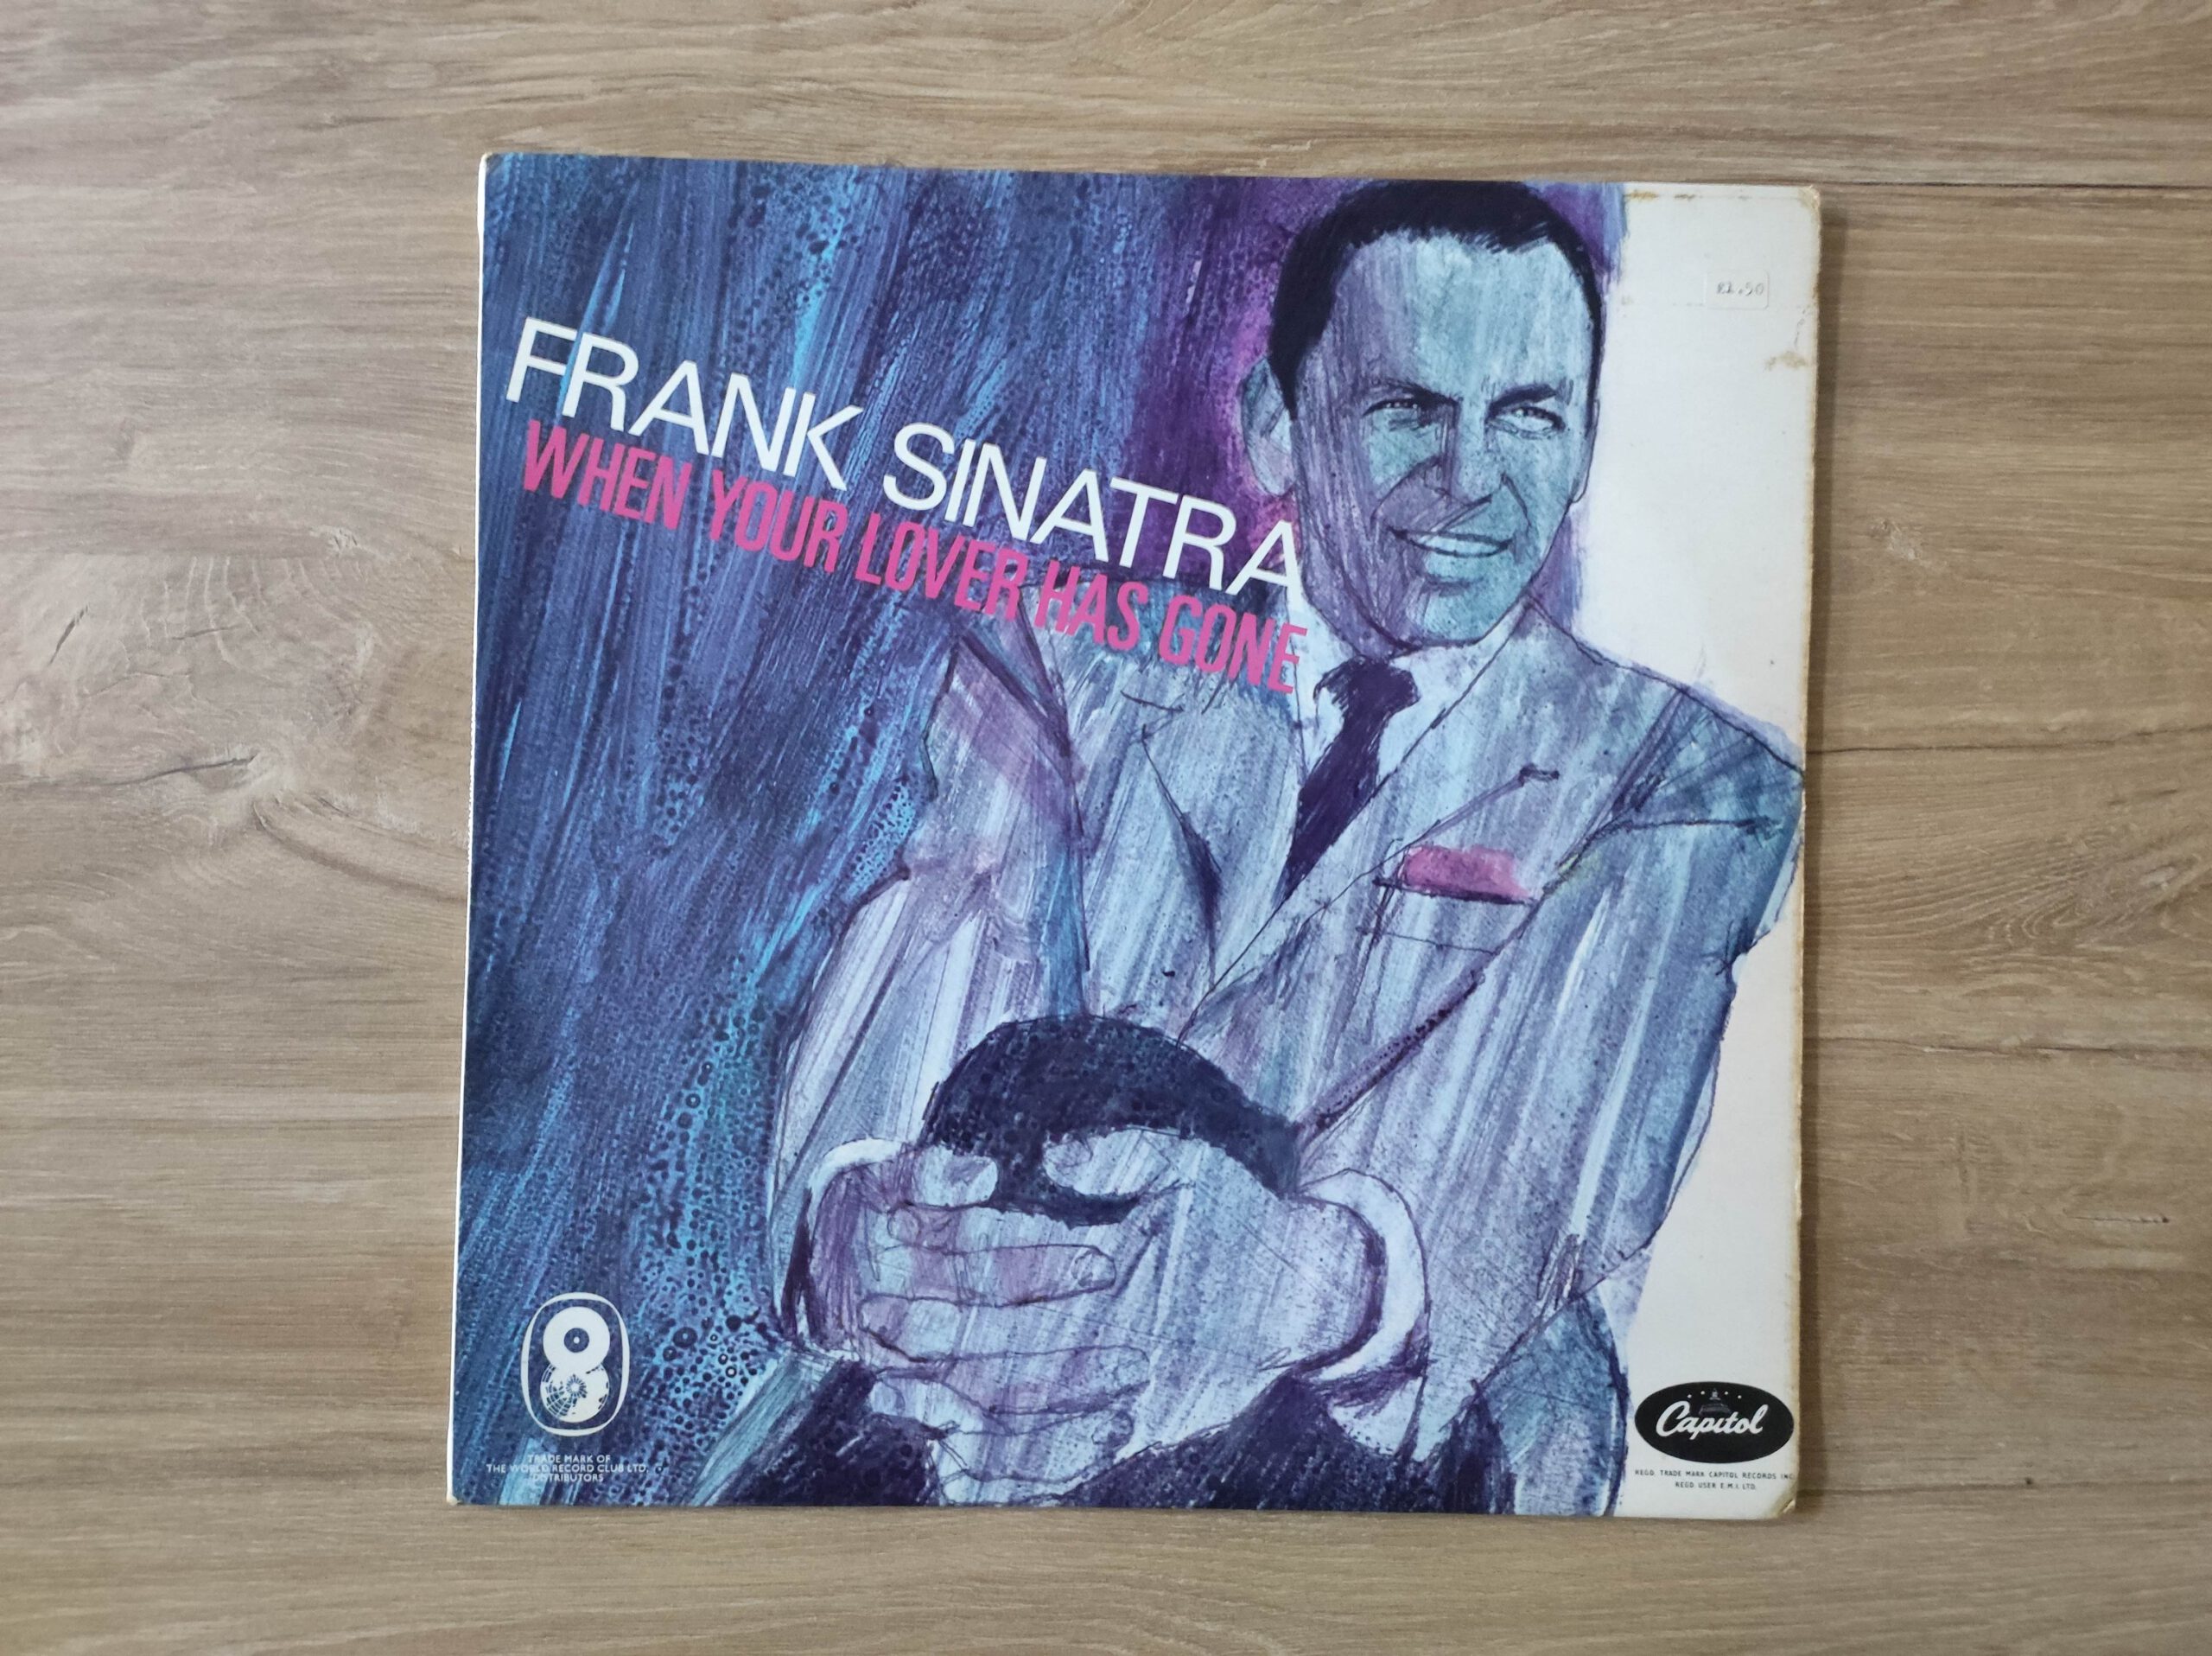 £2.50
FRANK SINATRA
WHEN YOUR LOVER HAS GONE
TRADE MARK OF
THE WORLD RECORD CLUB LTD.
DISTRIBUTORS
Capitol
REGD. TRADE MARK CAPITOL RECORDS INC.
REGD. USER E.M.I. LTD.